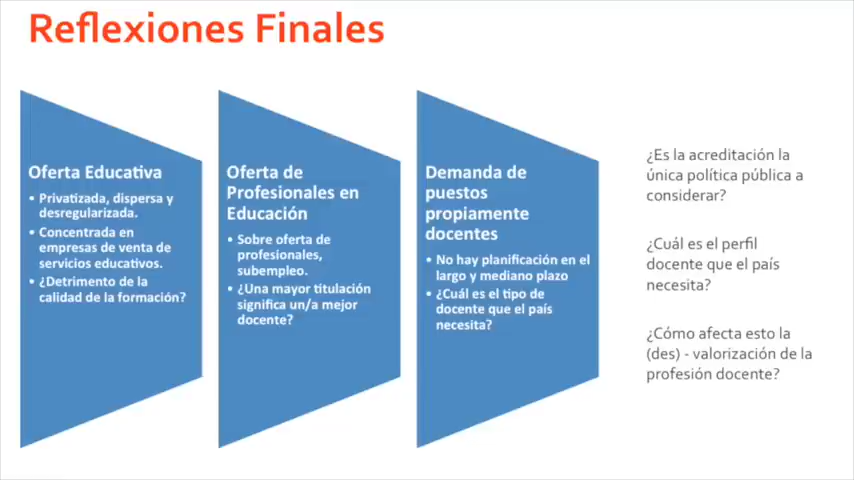 Reflexiones Finales
Oferta Educativa
• Privatizada, dispersa y
desregularizada.
• Concentrada en
empresas de venta de
servicios educativos.
• ¿Detrimento de la
calidad de la formación?
Oferta de
Profesionales en
Educación
• Sobre oferta de
profesionales,
subempleo.
• ¿Una mayor titulación
significa un/a mejor
docente?
Demanda de
puestos
propiamente
docentes
• No hay planificación en el
largo y mediano plazo
• ¿Cuál es el tipo de
docente que el país
necesita?
¿Es la acreditación la
única política pública a
considerar?
¿Cuál es el perfil
docente que el país
necesita?
¿Cómo afecta esto la
(des) - valorización de la
profesión docente?